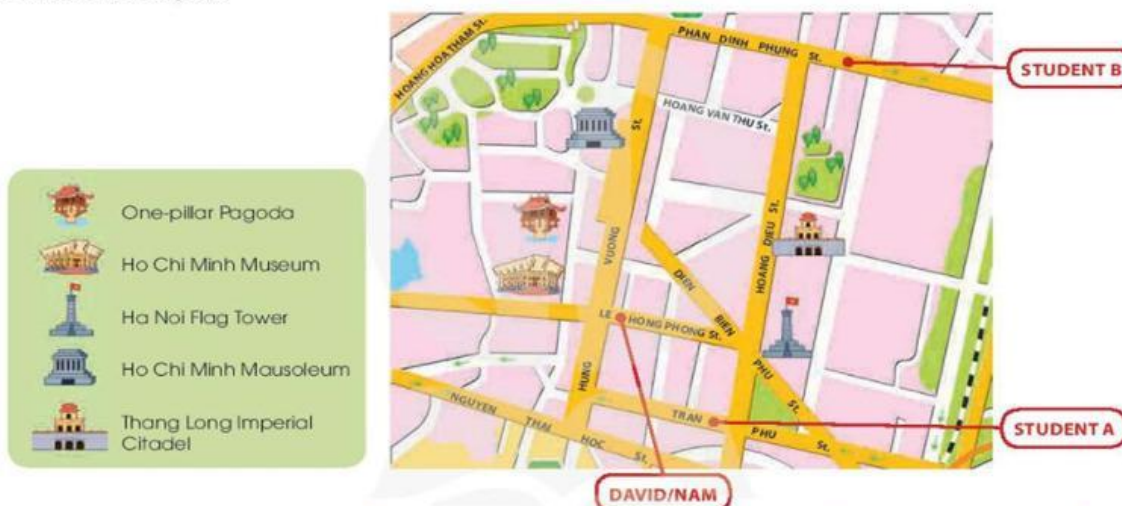 One-pillar Pagoda
Ho Chi Minh Museum
Ha Noi Flag Tower
Ho Chi Minh Mausoleum
Thang Long Imperial
Citadel
HOANG HOA THAM St.
PHAN DINH PHUNG St.
STUDENT B
HOANG VAN THU St.
HUNG VUONG St.
HOANG DIEU St.
DIEN BIEN PHU St.
LE HONG PHONG St.
NGUYEN THAI HOC St.,
TRAN PHU St.
STUDENT A
DAVID/NAM